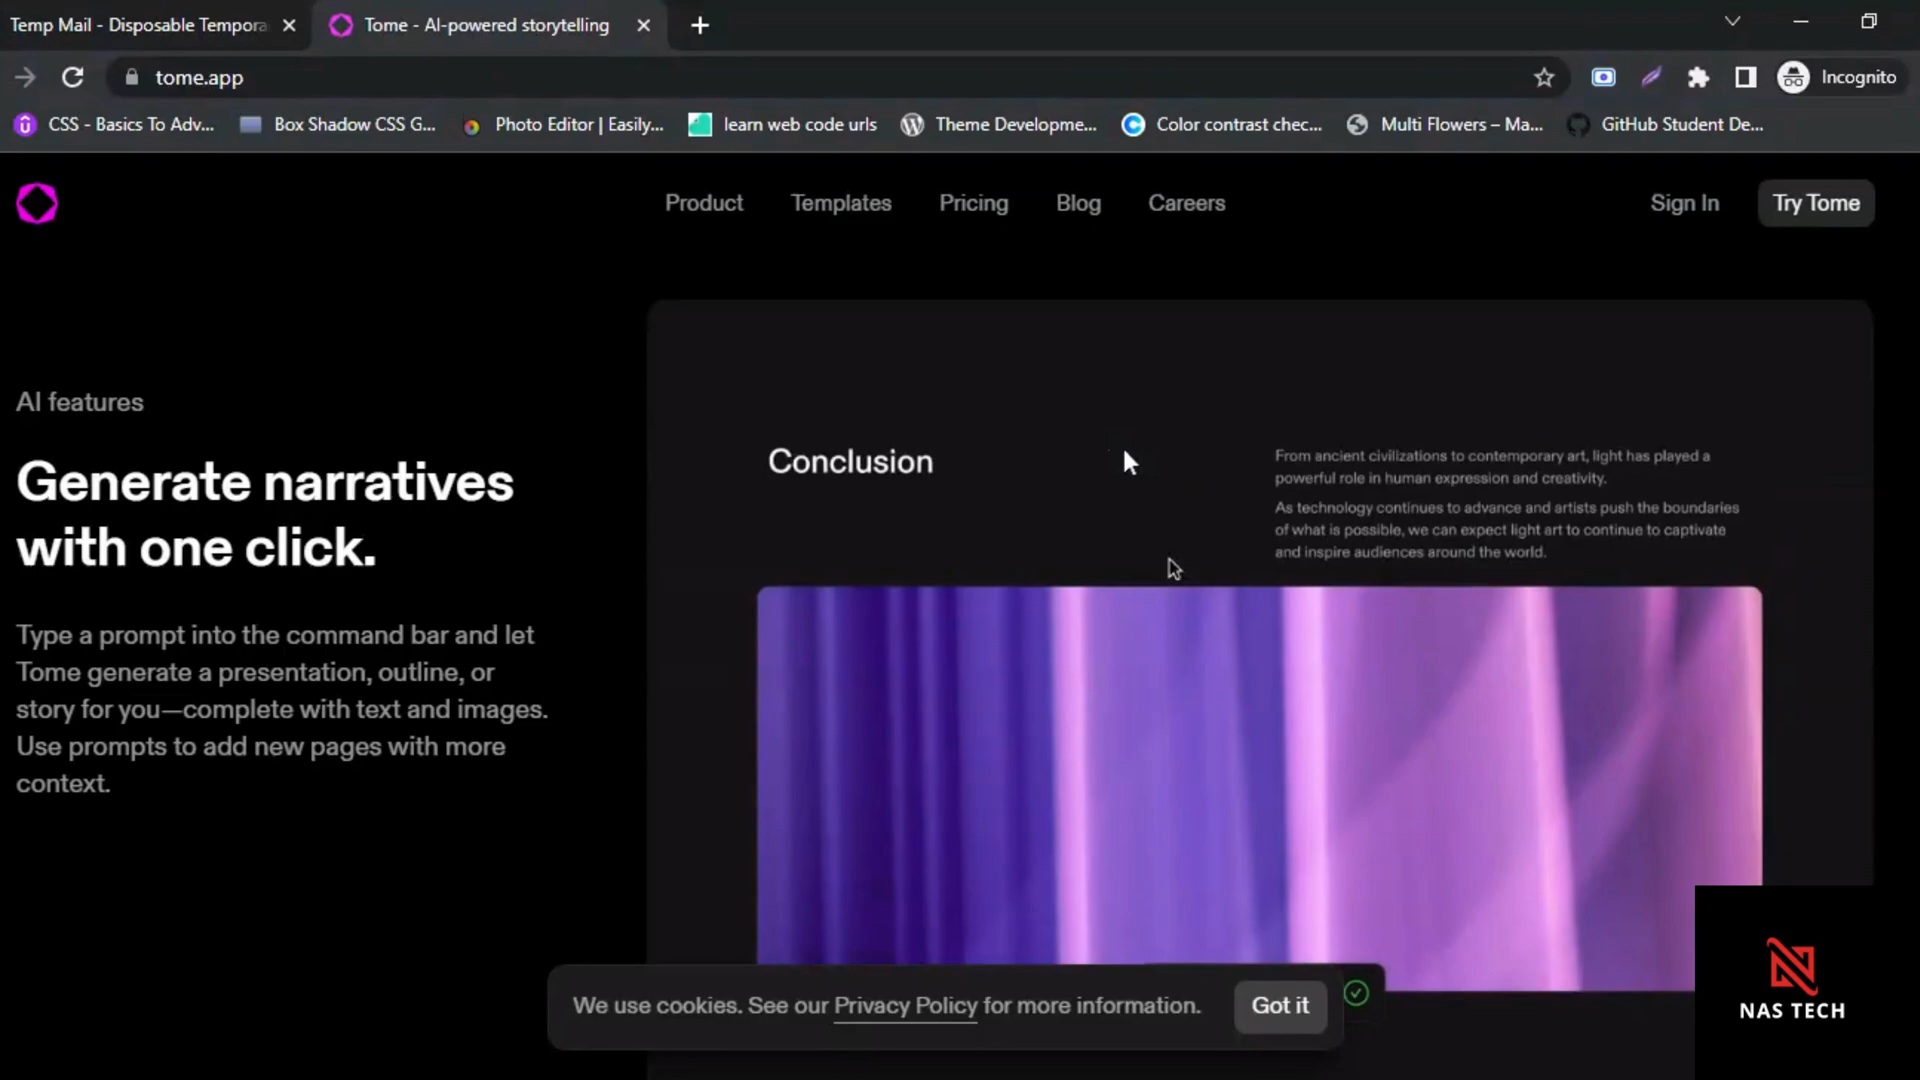 Temp Mail - Disposable Tempora
Tome - AI-powered storytelling
tome.app
Incognito
CSS - Basics To Adv...
Box Shadow CSS G...
Photo Editor | Easily...
learn web code urls
Theme Developme...
Color contrast chec...
Multi Flowers – Ma...
GitHub Student De...
Product
Templates
Pricing
Blog
Careers
Sign In
Try Tome
AI features
Generate narratives
with one click.
Type a prompt into the command bar and let
Tome generate a presentation, outline, or
story for you—complete with text and images.
Use prompts to add new pages with more
context.
Conclusion
From ancient civilizations to contemporary art, light has played a
powerful role in human expression and creativity.
As technology continues to advance and artists push the boundaries
of what is possible, we can expect light art to continue to captivate
and inspire audiences around the world.
We use cookies. See our Privacy Policy for more information.
Got it
NAS TECH